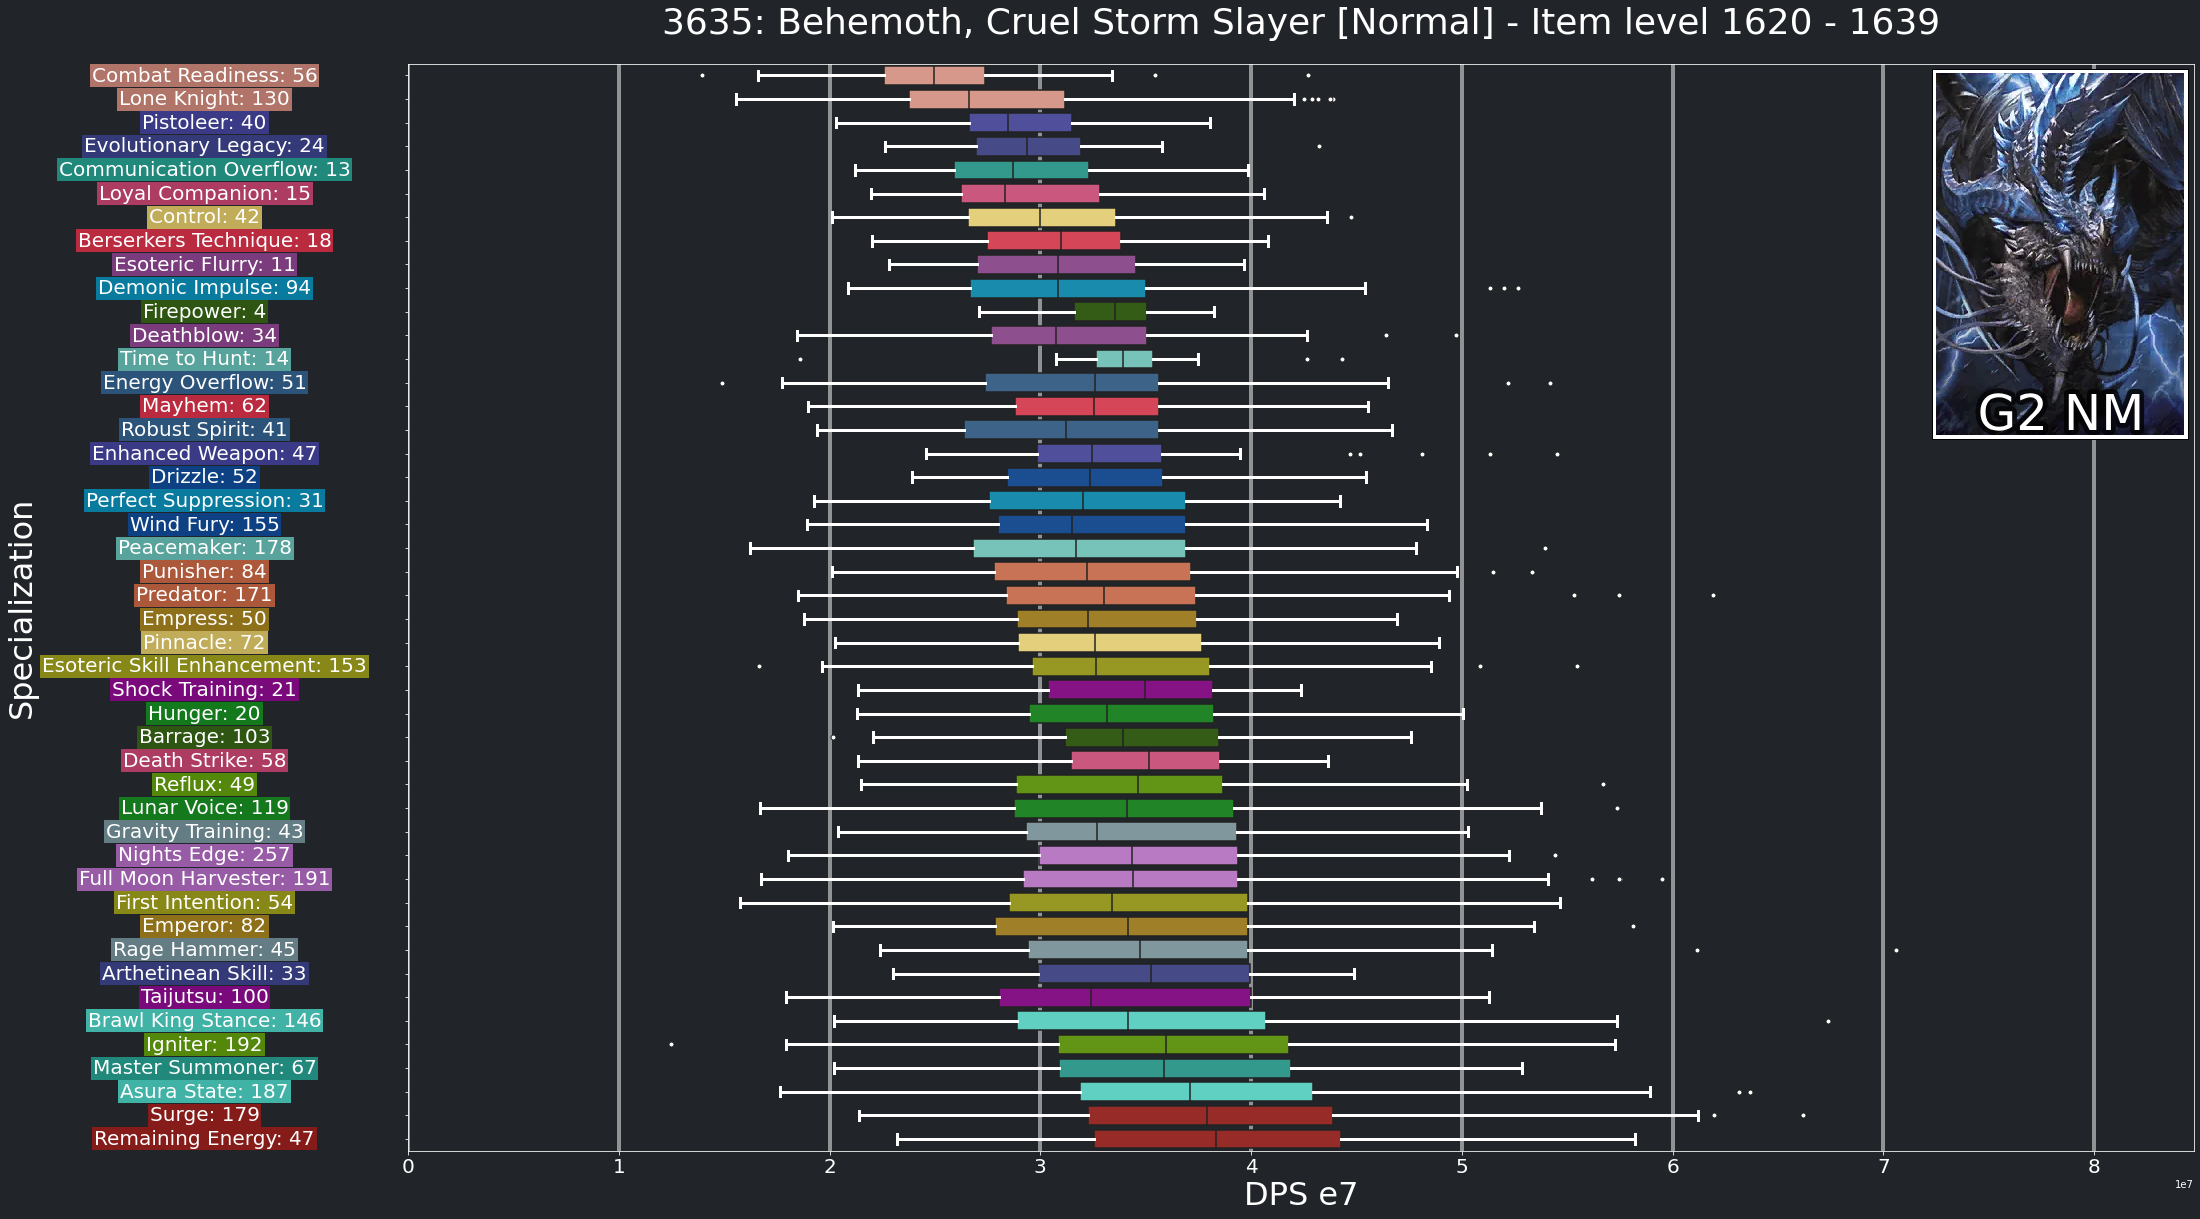 3635: Behemoth, Cruel Storm Slayer [Normal] - Item level 1620 - 1639
Combat Readiness: 56
Lone Knight: 130
Pistoleer: 40
Evolutionary Legacy: 24
Communication Overflow: 13
Loyal Companion: 15
Control: 42
Berserkers Technique: 18
Esoteric Flurry: 11
Demonic Impulse: 94
Firepower: 4
Deathblow: 34
Time to Hunt: 14
Energy Overflow: 51
Mayhem: 62
Robust Spirit: 41
Enhanced Weapon: 47
Drizzle: 52
Perfect Suppression: 31
Wind Fury: 155
Peacemaker: 178
Punisher: 84
Predator: 171
Empress: 50
Pinnacle: 72
Esoteric Skill Enhancement: 153
Shock Training: 21
Hunger: 20
Barrage: 103
Death Strike: 58
Reflux: 49
Lunar Voice: 119
Gravity Training: 43
Nights Edge: 257
Full Moon Harvester: 191
First Intention: 54
Emperor: 82
Rage Hammer: 45
Arthetinean Skill: 33
Taijutsu: 100
Brawl King Stance: 146
Igniter: 192
Master Summoner: 67
Asura State: 187
Surge: 179
Remaining Energy: 47
Specialization
G2 NM
0 1 2 3 4 5 6 7 8
DPS e7
1e7